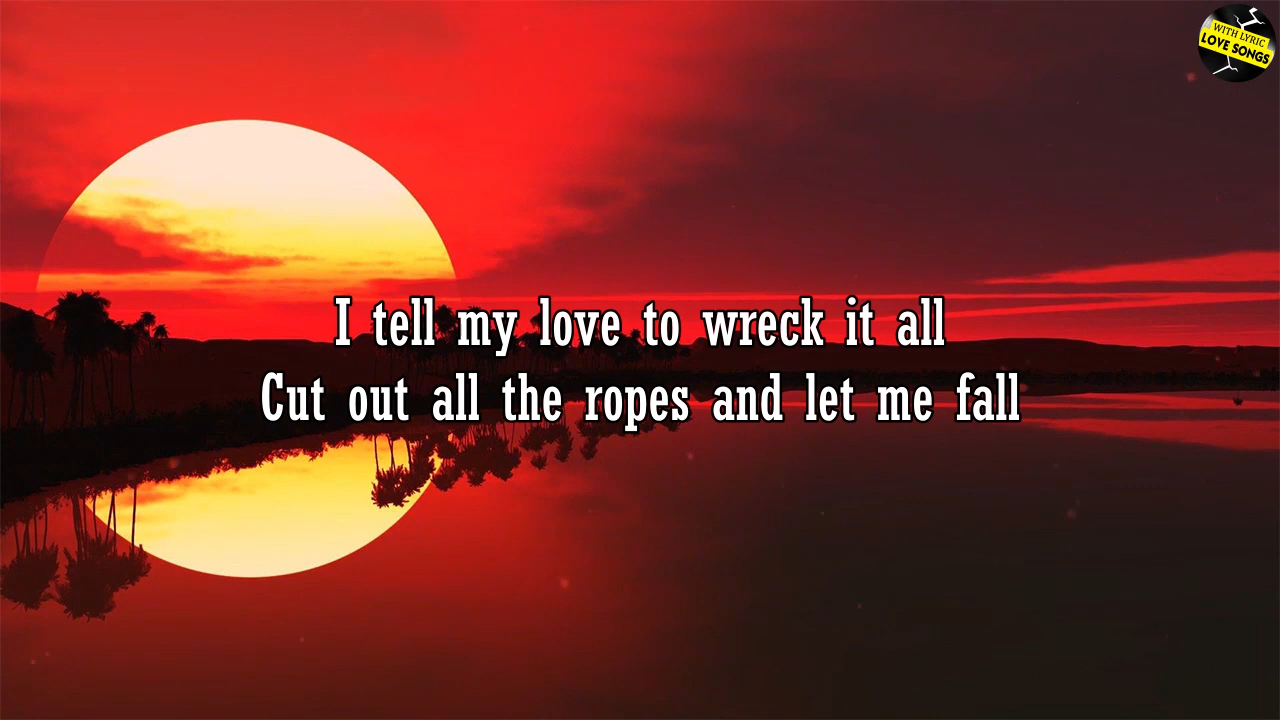 WITH LYRIC
LOVE SONGS
I tell my love to wreck it all
Cut out all the ropes and let me fall